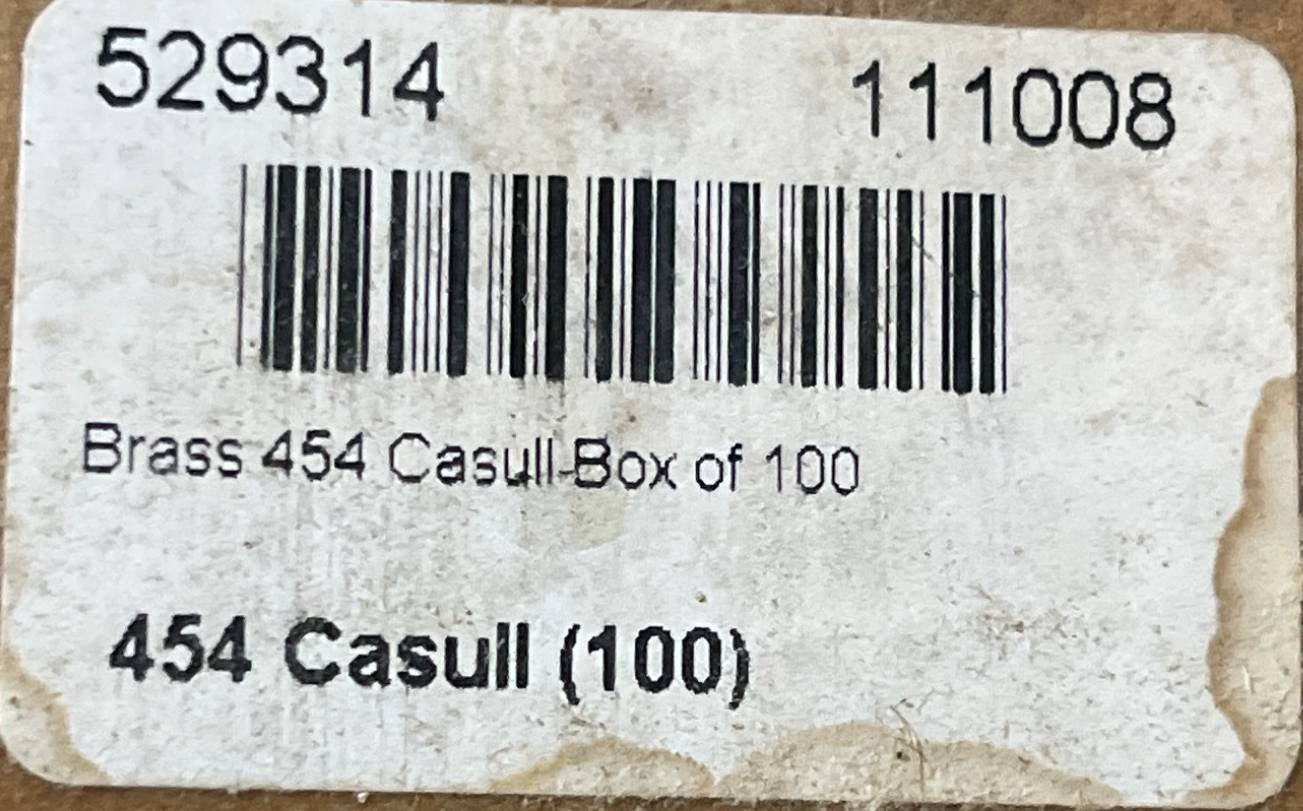 529314 111008
Brass 454 Casull-Box of 100
454 Casull (100)